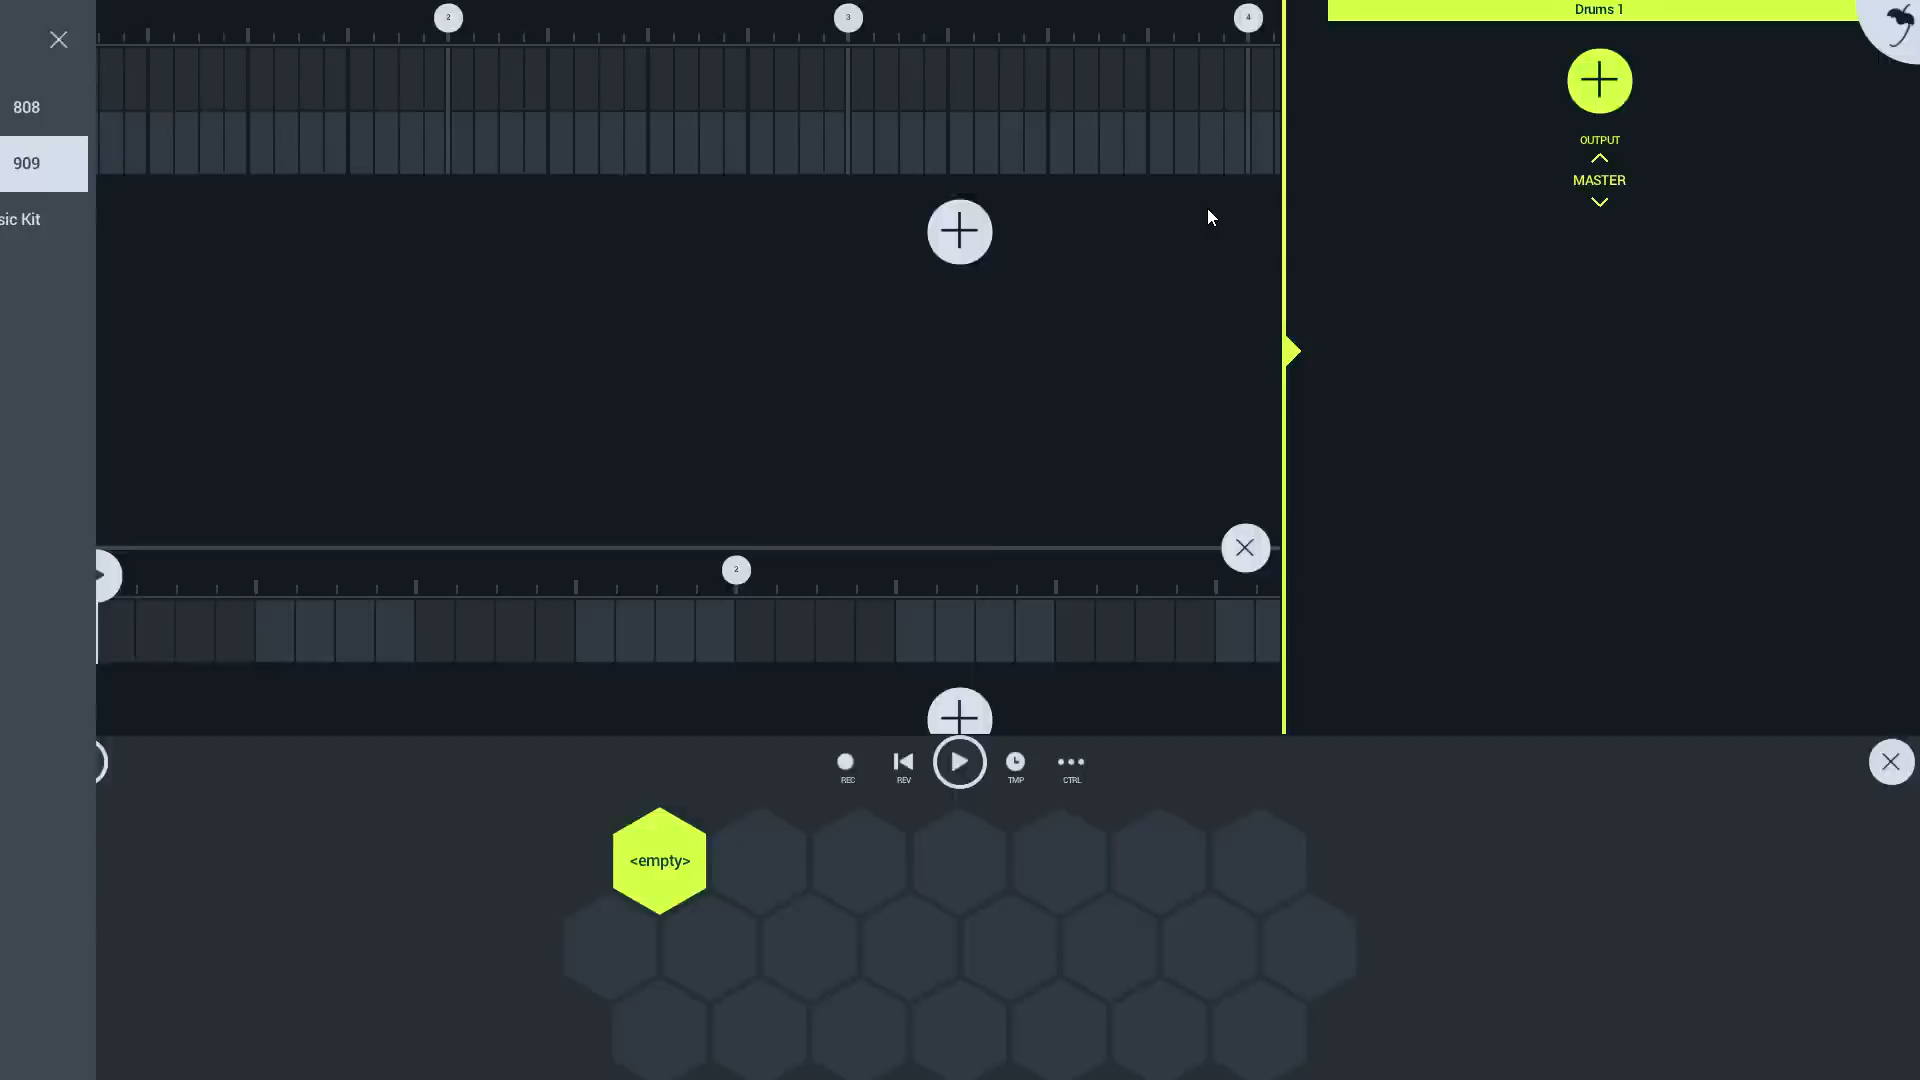 2
3
4
Drums 1
808
909
sic Kit
OUTPUT
MASTER
2
REC
REV
TMP
CTRL
<empty>